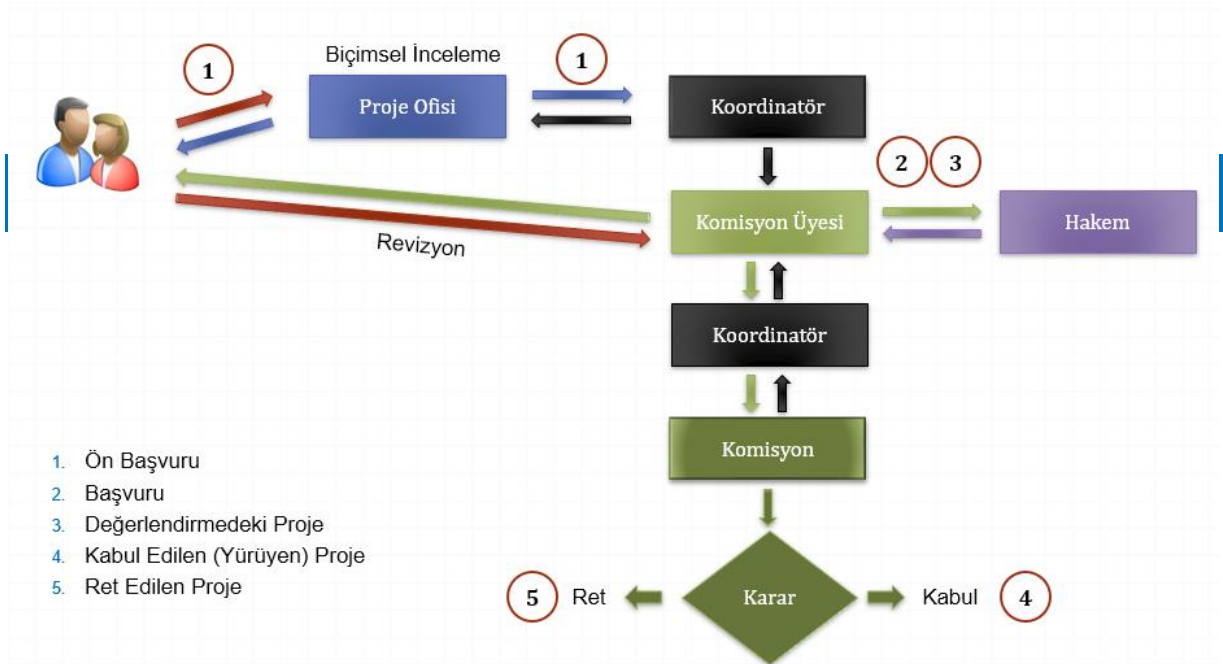 1
Biçimsel İnceleme
1
Proje Ofisi
Koordinatör
2
3
Komisyon Üyesi
Hakem
Revizyon
Koordinatör
Komisyon
1. Ön Başvuru
2. Başvuru
3. Değerlendirmedeki Proje
4. Kabul Edilen (Yürüyen) Proje
5. Ret Edilen Proje
5
Ret
Karar
Kabul
4